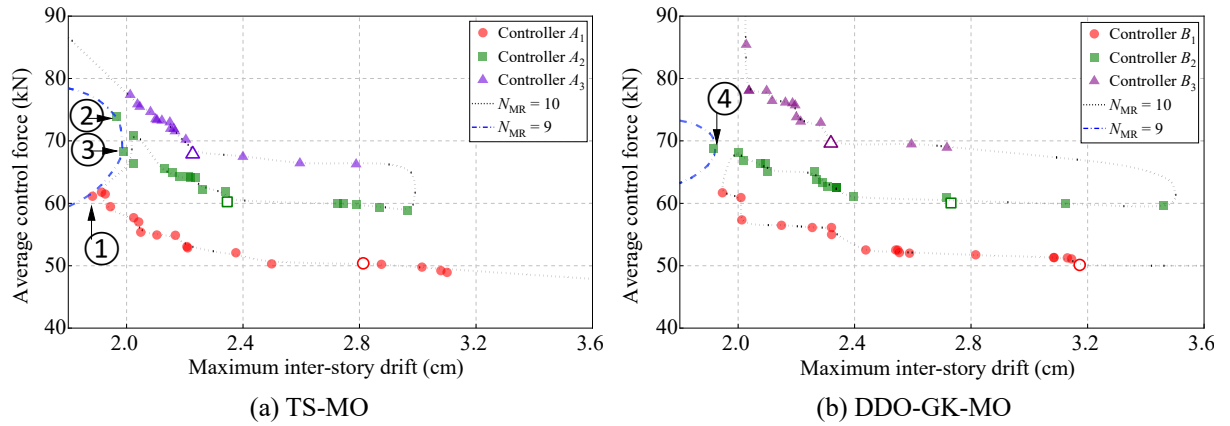 90
80
70
60
50
40
Average control force (kN)
2.0 2.4 2.8 3.2 3.6
Maximum inter-story drift (cm)
Controller A1
Controller A2
Controller A3
NMR = 10
NMR = 9
2
3
1
(a) TS-MO
90
80
70
60
50
40
Average control force (kN)
2.0 2.4 2.8 3.2 3.6
Maximum inter-story drift (cm)
Controller B1
Controller B2
Controller B3
NMR = 10
NMR = 9
4
(b) DDO-GK-MO